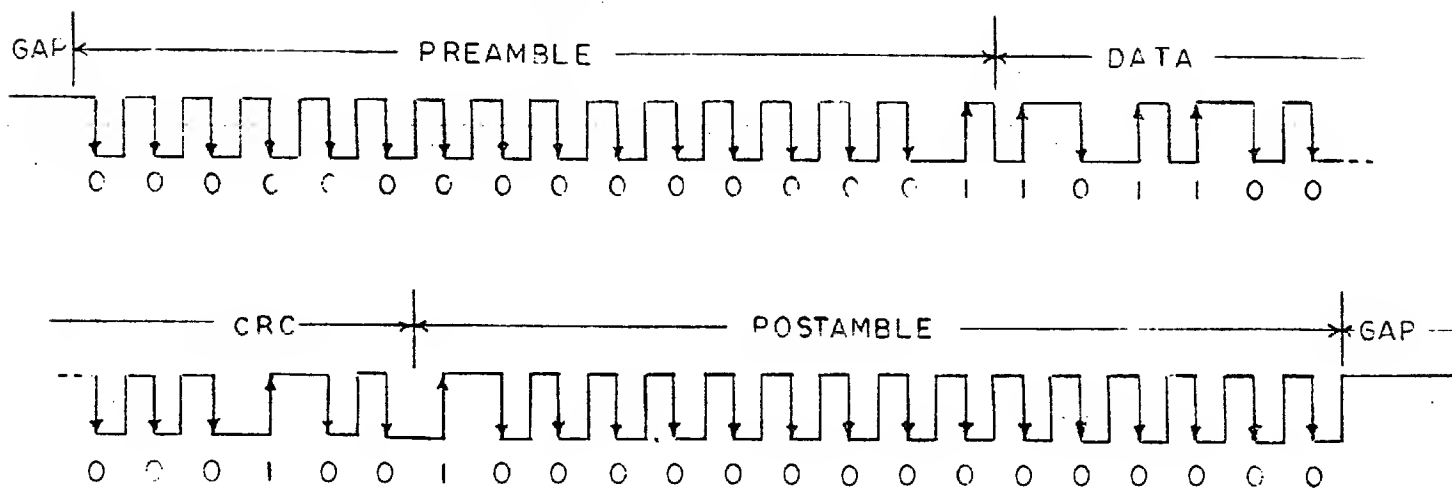 GAP PREAMBLE DATA
0 0 0 0 0 0 0 0 0 0 0 0 0 0 0 1 1 0 1 1 0 0
CRC POSTAMBLE GAP
0 0 0 1 0 0 1 0 0 0 0 0 0 0 0 0 0 0 0 0 0 0